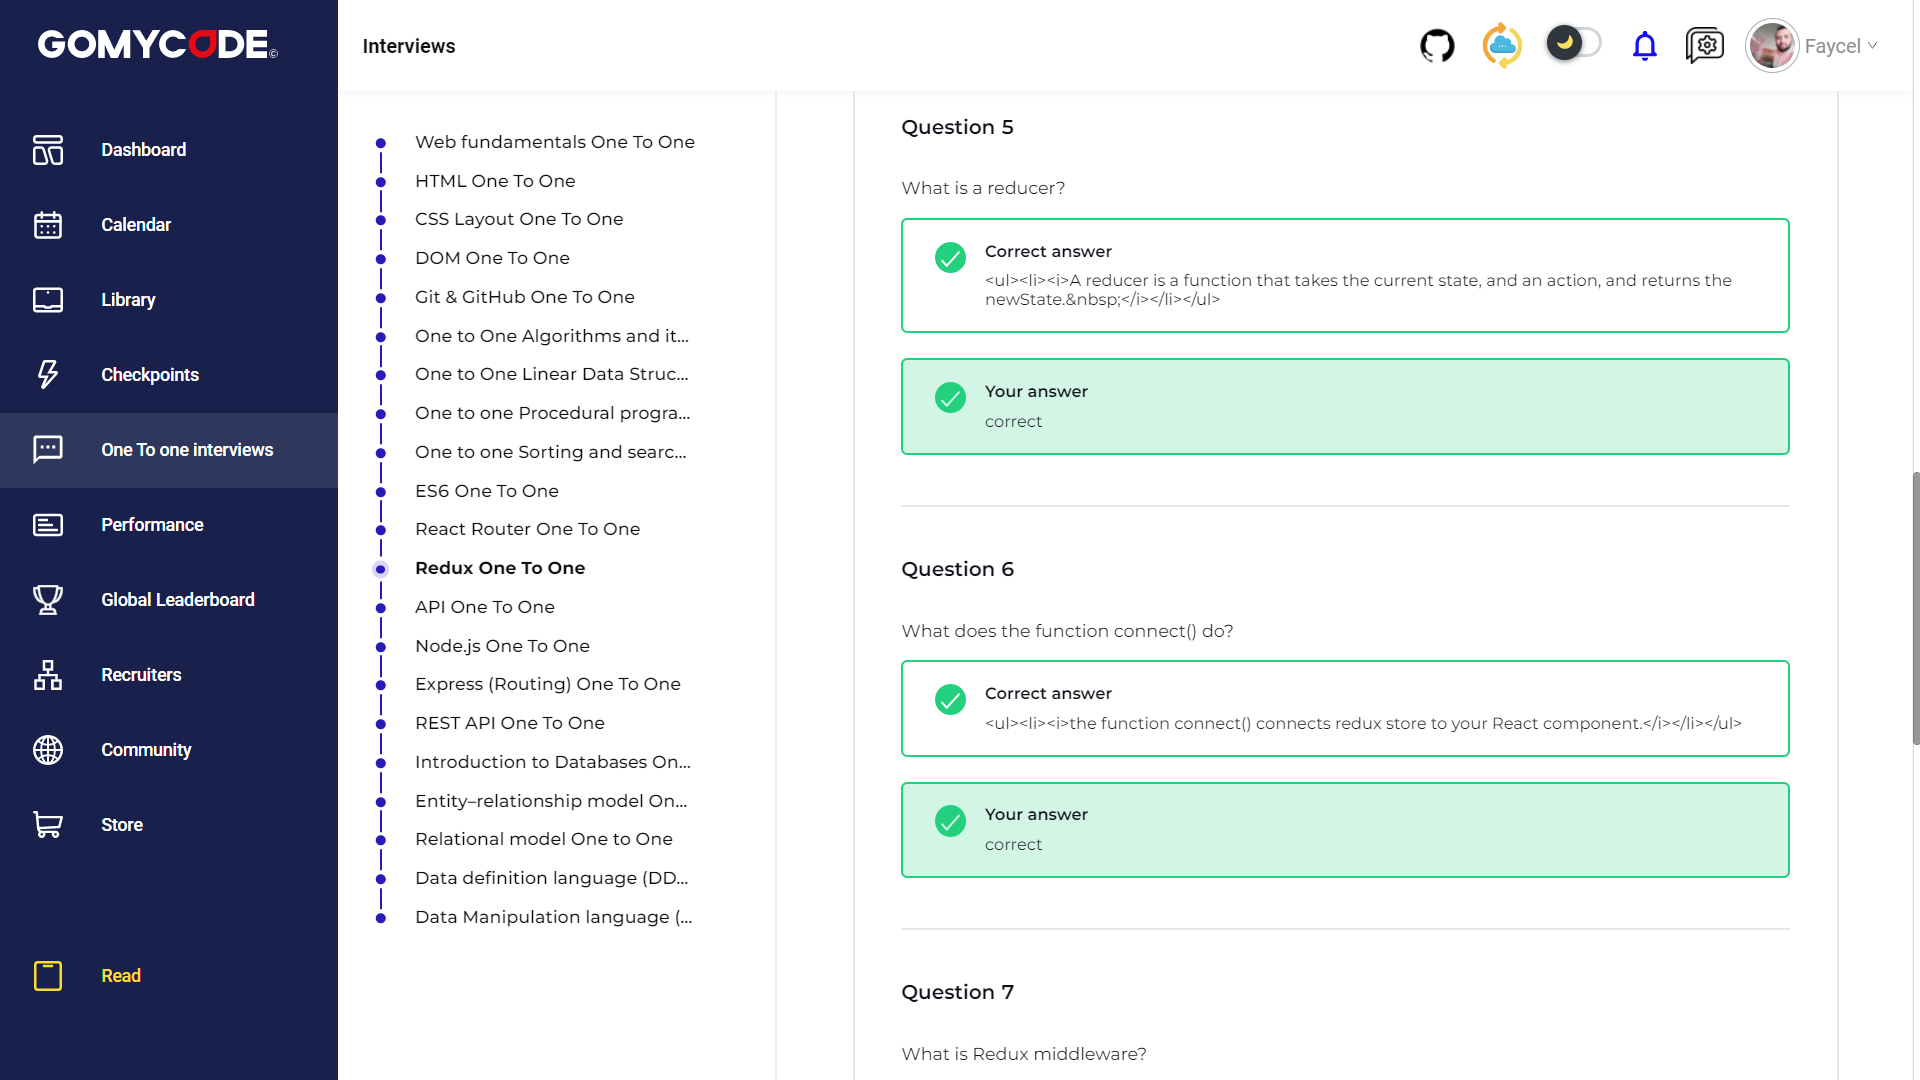 GOMYCODE©
Interviews
Faycel
Dashboard
Calendar
Library
Checkpoints
One To one interviews
Performance
Global Leaderboard
Recruiters
Community
Store
Read
Web fundamentals One To One
HTML One To One
CSS Layout One To One
DOM One To One
Git & GitHub One To One
One to One Algorithms and it...
One to One Linear Data Struc...
One to one Procedural progra...
One to one Sorting and searc...
ES6 One To One
React Router One To One
Redux One To One
API One To One
Node.js One To One
Express (Routing) One To One
REST API One To One
Introduction to Databases On...
Entity–relationship model On...
Relational model One to One
Data definition language (DD...
Data Manipulation language (...
Question 5
What is a reducer?
Correct answer
<ul><li><i>A reducer is a function that takes the current state, and an action, and returns the
newState.&nbsp;</i></li></ul>
Your answer
correct
Question 6
What does the function connect() do?
Correct answer
<ul><li><i>the function connect() connects redux store to your React component.</i></li></ul>
Your answer
correct
Question 7
What is Redux middleware?